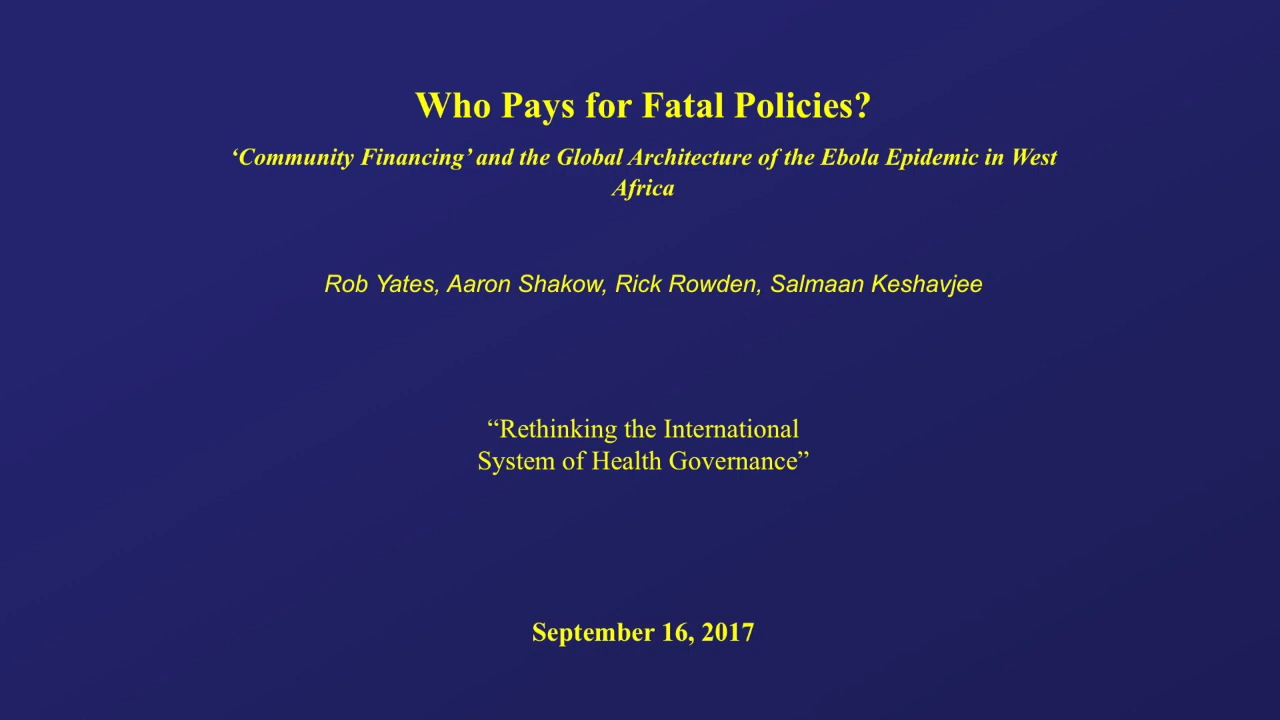 Who Pays for Fatal Policies?
‘Community Financing’ and the Global Architecture of the Ebola Epidemic in West
Africa
Rob Yates, Aaron Shakow, Rick Rowden, Salmaan Keshavjee
“Rethinking the International
System of Health Governance”
September 16, 2017